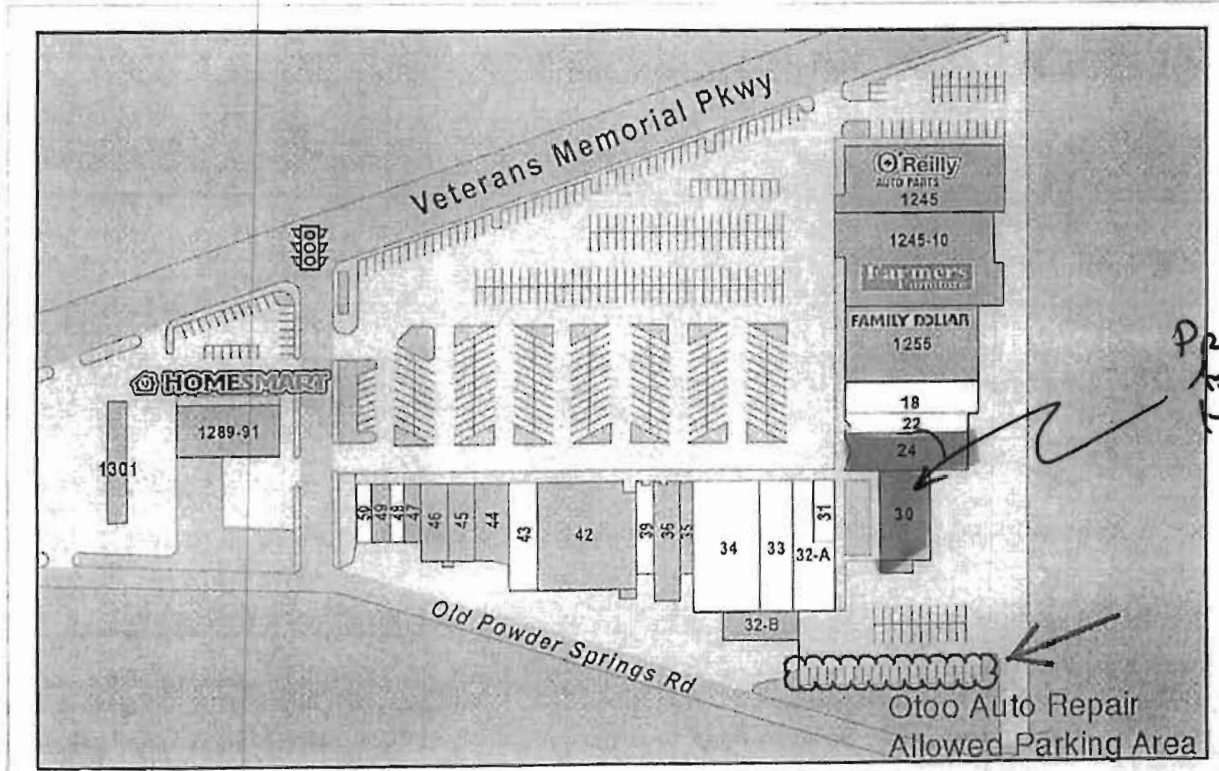 Veterans Memorial Pkwy
O'Reilly
AUTO PARTS
1245
1245-10
Farmers
Furniture
FAMILY DOLLAR
1255
HOMESMART
1289-91
1301
18
22
24
30
50
49
48
47
46
45
44
43
42
39
36
35
34
33
32-A
31
32-B
Old Powder Springs Rd
Otoo Auto Repair
Allowed Parking Area